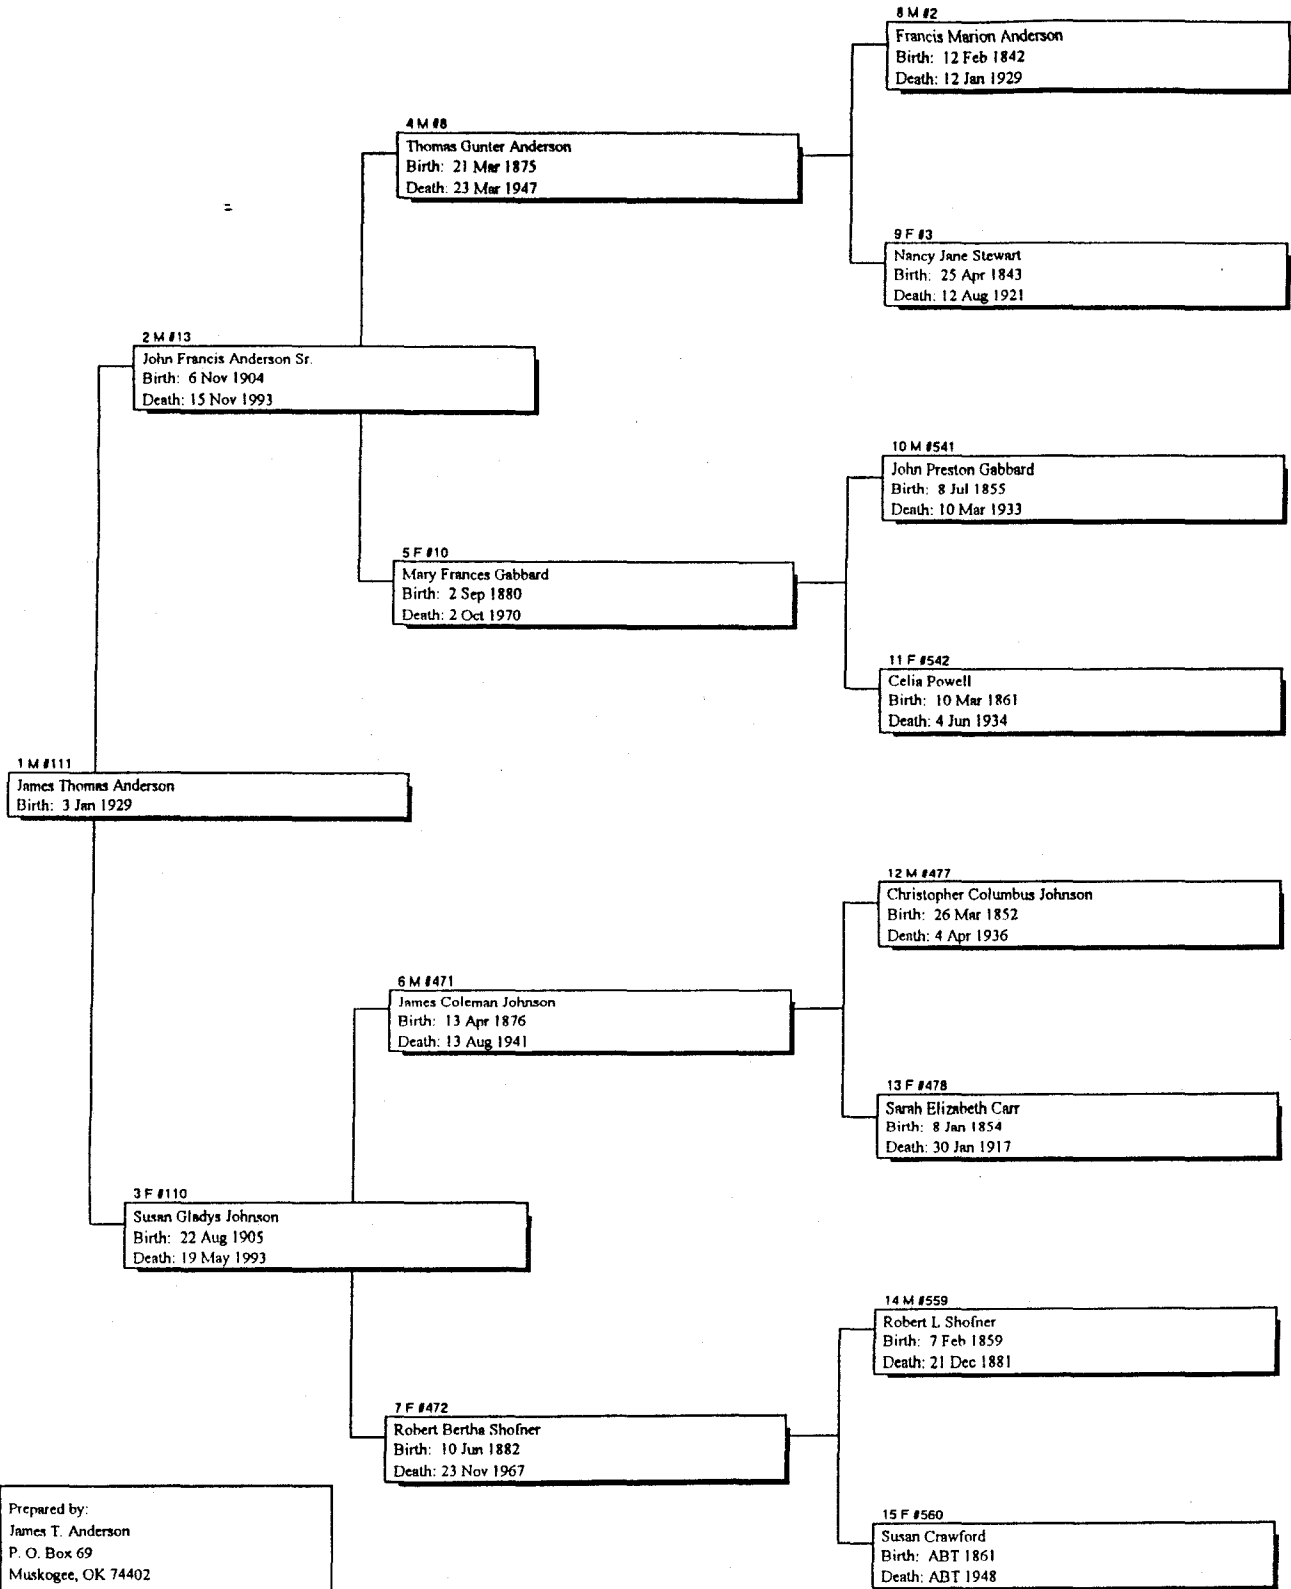 8 M #2
Francis Marion Anderson
Birth: 12 Feb 1842
Death: 12 Jan 1929
4 M #8
Thomas Gunter Anderson
Birth: 21 Mar 1875
Death: 23 Mar 1947
9 F #3
Nancy Jane Stewart
Birth: 25 Apr 1843
Death: 12 Aug 1921
2 M #13
John Francis Anderson Sr.
Birth: 6 Nov 1904
Death: 15 Nov 1993
10 M #541
John Preston Gabbard
Birth: 8 Jul 1855
Death: 10 Mar 1933
5 F #10
Mary Frances Gabbard
Birth: 2 Sep 1880
Death: 2 Oct 1970
11 F #542
Celia Powell
Birth: 10 Mar 1861
Death: 4 Jun 1934
1 M #111
James Thomas Anderson
Birth: 3 Jan 1929
12 M #477
Christopher Columbus Johnson
Birth: 26 Mar 1852
Death: 4 Apr 1936
6 M #471
James Coleman Johnson
Birth: 13 Apr 1876
Death: 13 Aug 1941
13 F #478
Sarah Elizabeth Carr
Birth: 8 Jan 1854
Death: 30 Jan 1917
3 F #110
Susan Gladys Johnson
Birth: 22 Aug 1905
Death: 19 May 1993
14 M #559
Robert L Shofner
Birth: 7 Feb 1859
Death: 21 Dec 1881
7 F #472
Robert Bertha Shofner
Birth: 10 Jun 1882
Death: 23 Nov 1967
15 F #560
Susan Crawford
Birth: ABT 1861
Death: ABT 1948
Prepared by:
James T. Anderson
P. O. Box 69
Muskogee, OK 74402